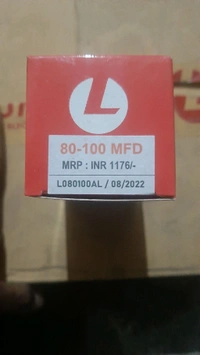 L
80-100 MFD
MRP : INR 1176/-
L080100AL / 08/2022